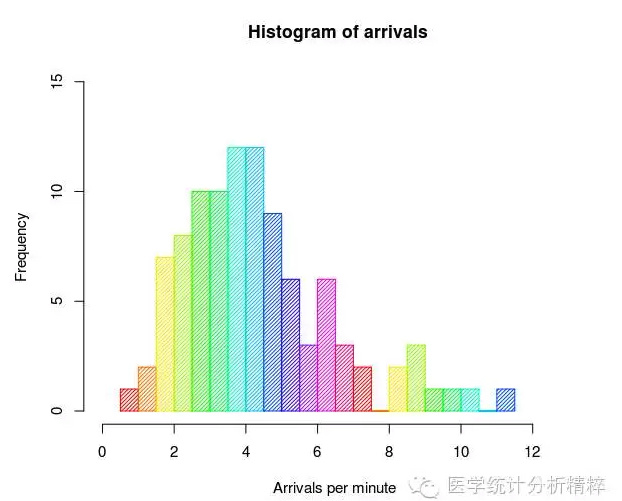 Histogram of arrivals
15
10
5
0
Frequency
0 2 4 6 8 10 12
Arrivals per minute
医学统计分析精粹